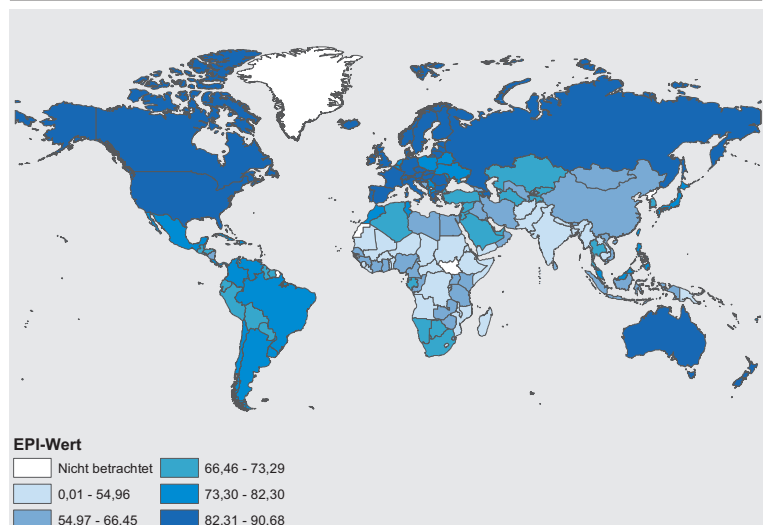 EPI-Wert
Nicht betrachtet
0,01 - 54,96
54,97 - 66,45
66,46 - 73,29
73,30 - 82,30
82,31 - 90,68